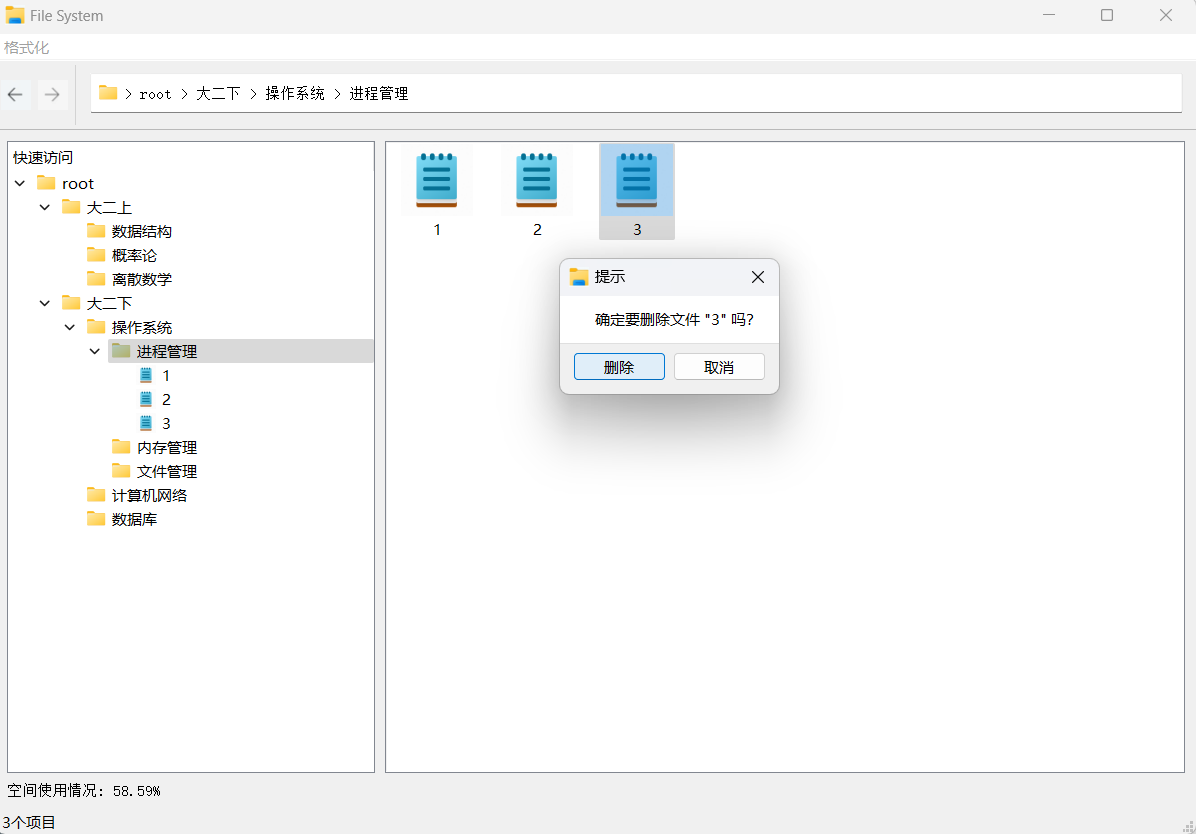 File System
格式化
root 大二下 操作系统 进程管理
快速访问
root
大二上
数据结构
概率论
离散数学
大二下
操作系统
进程管理
1
2
3
内存管理
文件管理
计算机网络
数据库
1 2 3
提示
确定要删除文件 "3" 吗?
删除 取消
空间使用情况: 58.59%
3个项目